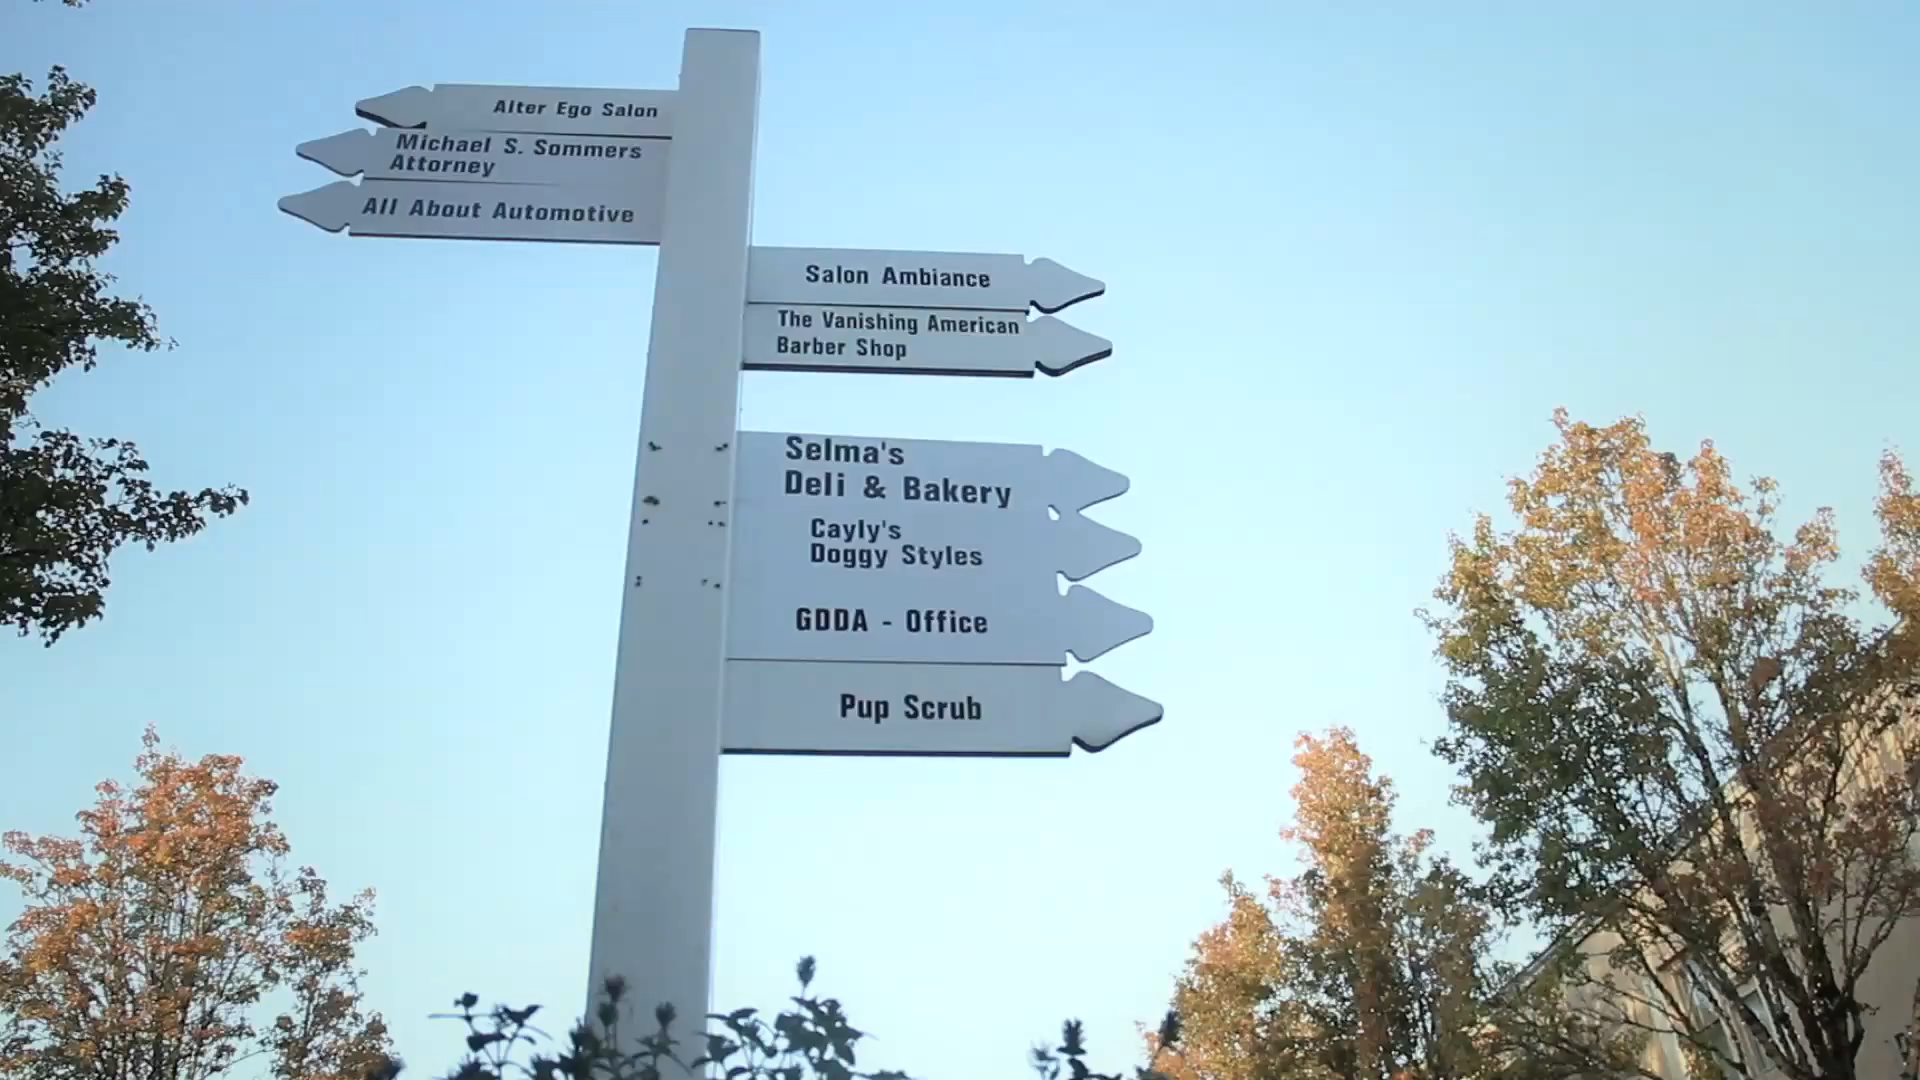 Alter Ego Salon
Michael S. Sommers
Attorney
All About Automotive
Salon Ambiance
The Vanishing American
Barber Shop
Selma's
Deli & Bakery
Cayly's
Doggy Styles
GDDA - Office
Pup Scrub